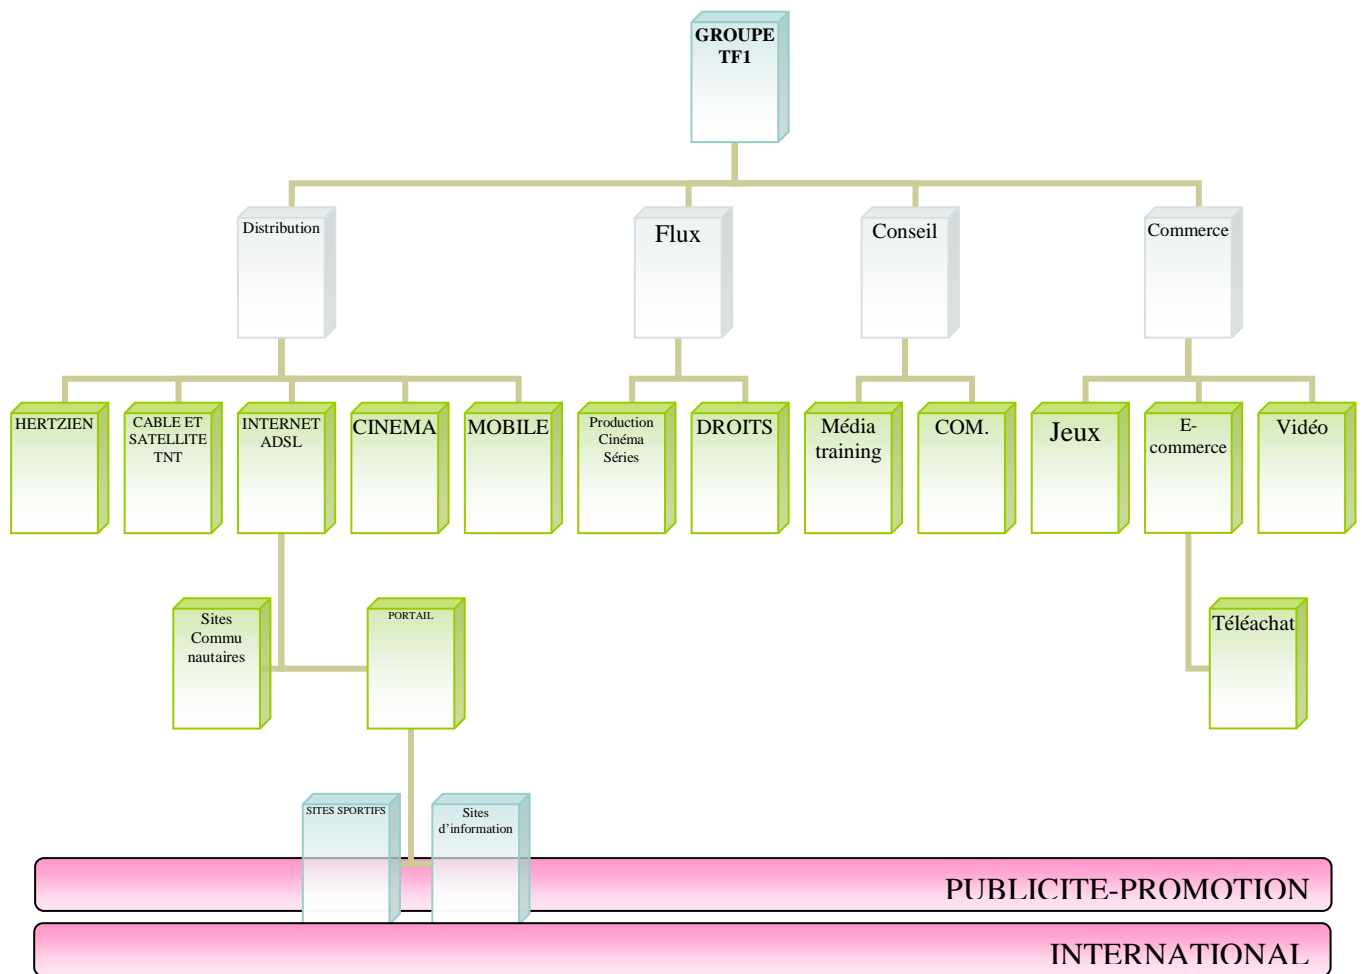 GROUPE
TF1
Distribution
Flux
Conseil
Commerce
HERTZIEN
CABLE ET
SATELLITE
TNT
INTERNET
ADSL
CINEMA
MOBILE
Production
Cinéma
Séries
DROITS
Média
training
COM.
Jeux
E-
commerce
Vidéo
Sites
Commu
nautaires
PORTAIL
Téléachat
SITES SPORTIFS
Sites
d’information
PUBLICITE-PROMOTION
INTERNATIONAL